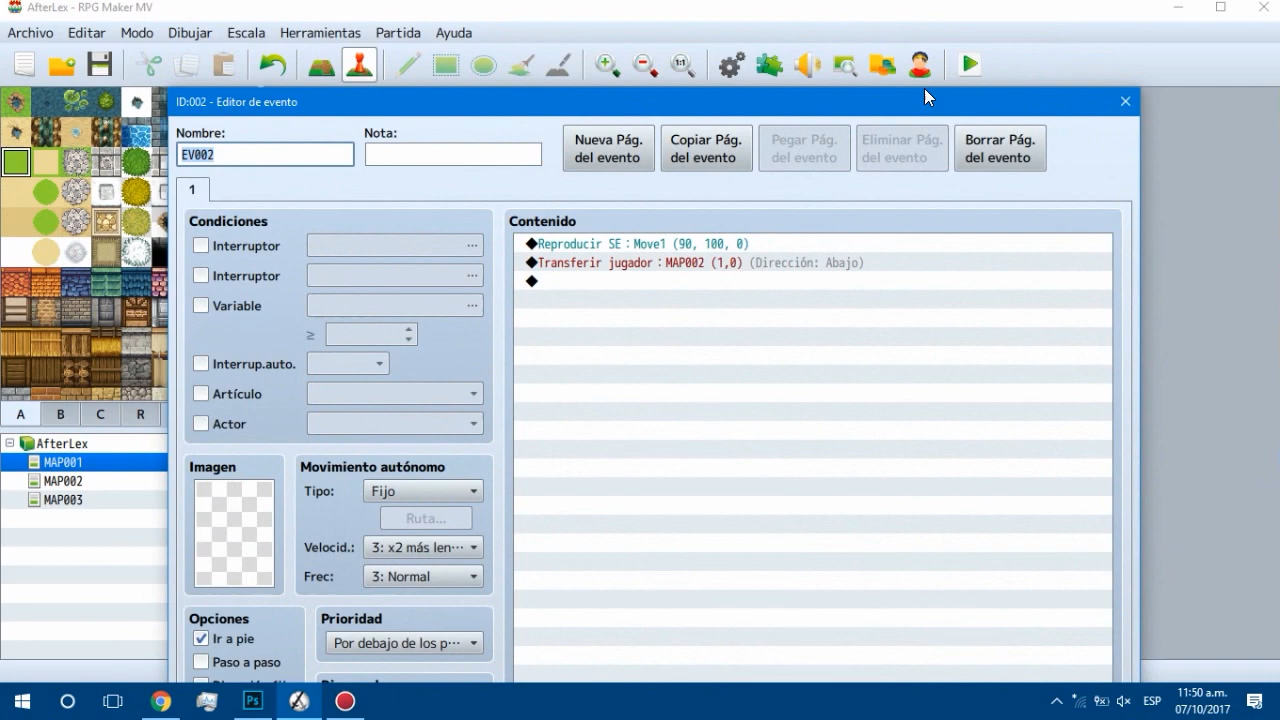 AfterLex - RPG Maker MV
Archivo Editar Modo Dibujar Escala Herramientas Partida Ayuda
1:1
ID:002 - Editor de evento
Nombre: Nota:
EV002
Nueva Pág. del evento
Copiar Pág. del evento
Pegar Pág. del evento
Eliminar Pág. del evento
Borrar Pág. del evento
1
Condiciones
Interruptor ...
Interruptor ...
Variable ...
≥
Interrup.auto.
Artículo
Actor
Contenido
◆Reproducir SE：Move1 (90, 100, 0)
◆Transferir jugador：MAP002 (1,0) (Dirección: Abajo)
◆
A B C R
AfterLex
MAP001
MAP002
MAP003
Imagen
Movimiento autónomo
Tipo: Fijo
Ruta...
Velocid.: 3: x2 más len···
Frec: 3: Normal
Opciones
Ir a pie
Paso a paso
Prioridad
Por debajo de los p···
Ps
ESP
11:50 a.m.
07/10/2017